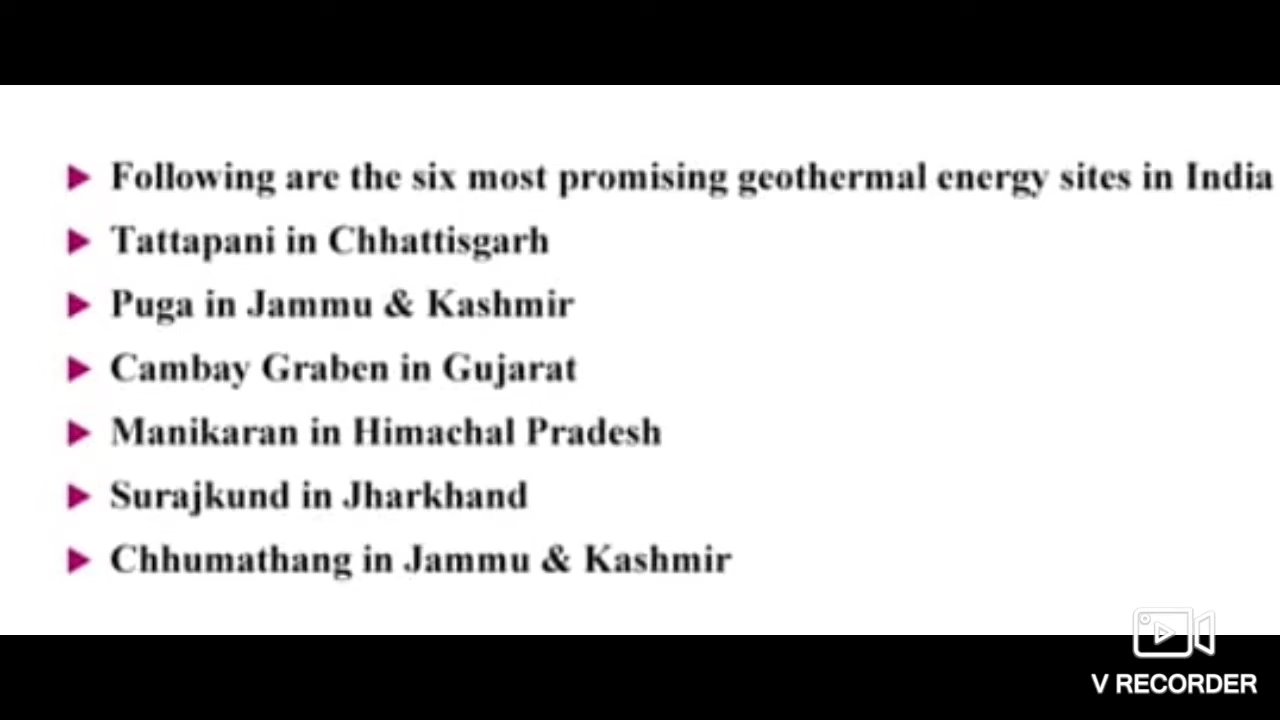 Following are the six most promising geothermal energy sites in India
Tattapani in Chhattisgarh
Puga in Jammu & Kashmir
Cambay Graben in Gujarat
Manikaran in Himachal Pradesh
Surajkund in Jharkhand
Chhumathang in Jammu & Kashmir
V RECORDER